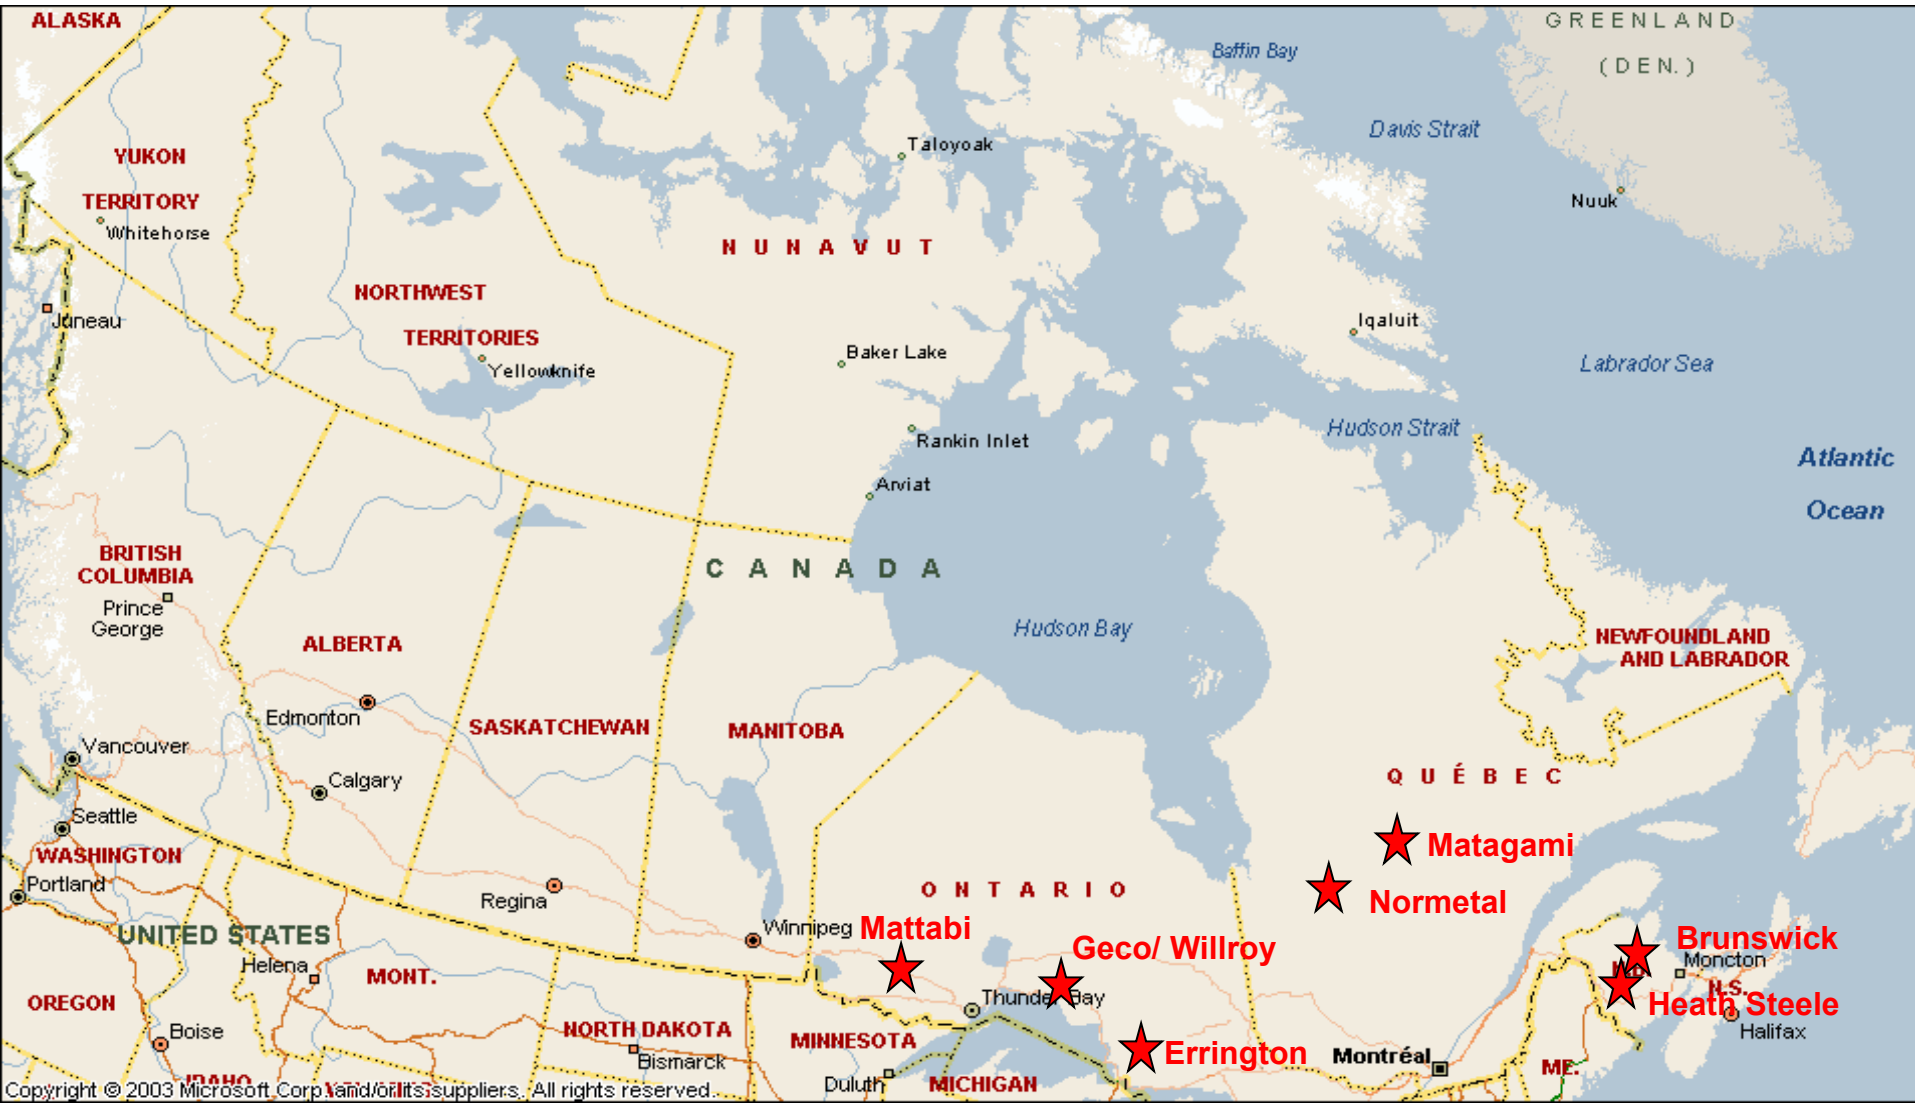 ALASKA
GREENLAND
(DEN.)
Baffin Bay
Davis Strait
Taloyoak
YUKON
TERRITORY
Whitehorse
Nuuk
NUNAVUT
NORTHWEST
TERRITORIES
Yellowknife
Juneau
Iqaluit
Baker Lake
Labrador Sea
Hudson Strait
Rankin Inlet
Arviat
Atlantic
Ocean
BRITISH
COLUMBIA
Prince
George
CANADA
Hudson Bay
ALBERTA
NEWFOUNDLAND
AND LABRADOR
Edmonton
SASKATCHEWAN
MANITOBA
Vancouver
Calgary
QUÉBEC
Seattle
Matagami
WASHINGTON
Portland
Regina
ONTARIO
Normetal
UNITED STATES
Winnipeg
Mattabi
Geco/ Willroy
Brunswick
Moncton
Helena
MONT.
N.S.
OREGON
Thunder Bay
Heath Steele
Halifax
Boise
NORTH DAKOTA
Bismarck
MINNESOTA
Errington
Montréal
ME.
IDAHO
Duluth
MICHIGAN
Copyright © 2003 Microsoft Corp. and/or its suppliers. All rights reserved.